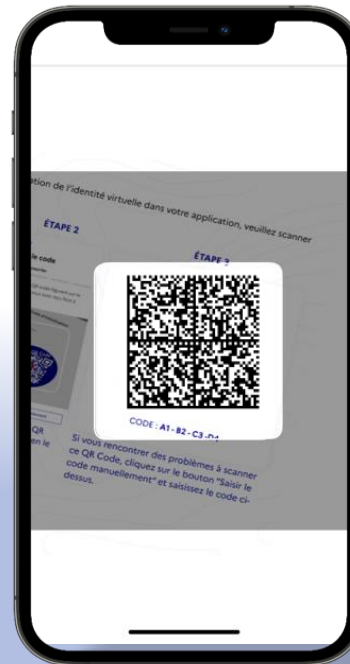 ation de l'identité virtuelle dans votre application, veuillez scanner
ÉTAPE 2
le code
ÉTAPE 3
CODE : A1 - B2 - C3 - D4
QR
en le
Si vous rencontrer des problèmes à scanner
ce QR Code, cliquez sur le bouton "Saisir le
code manuellement" et saisissez le code ci-
dessus.